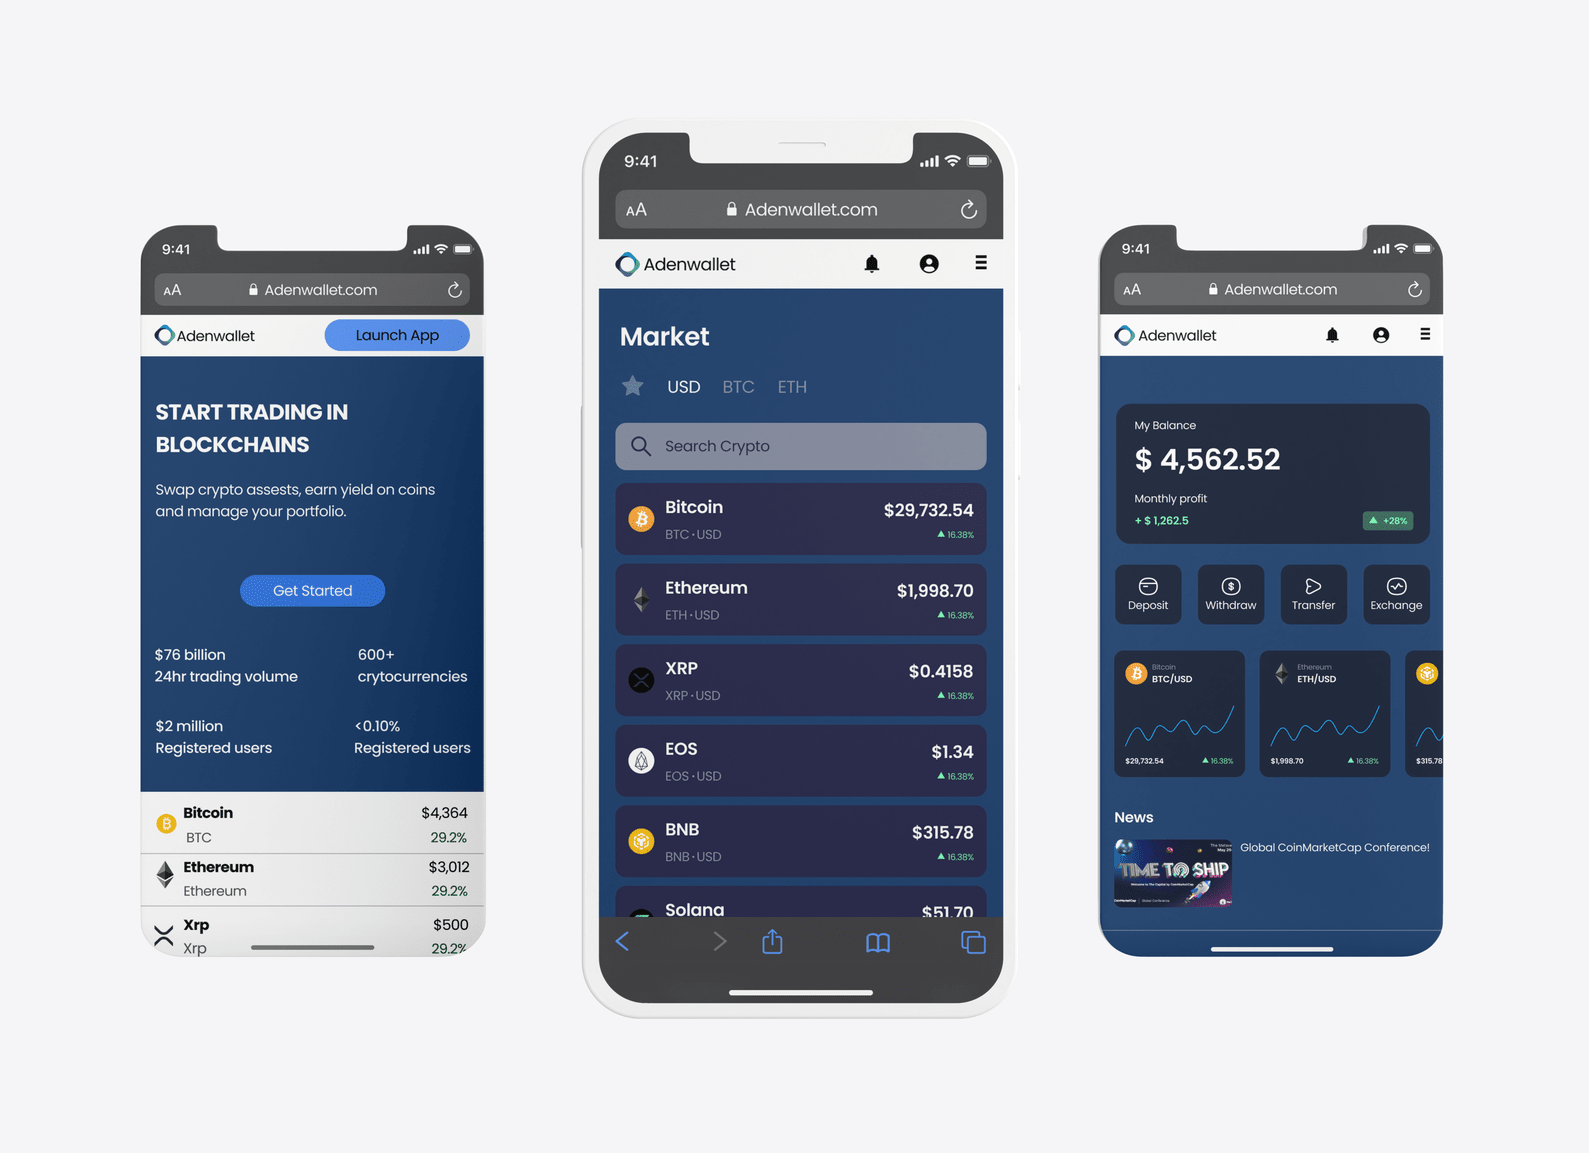 9:41
AA Adenwallet.com
Adenwallet Launch App
START TRADING IN
BLOCKCHAINS
Swap crypto assests, earn yield on coins
and manage your portfolio.
Get Started
$76 billion 600+
24hr trading volume crytocurrencies
$2 million <0.10%
Registered users Registered users
Bitcoin $4,364
BTC 29.2%
Ethereum $3,012
Ethereum 29.2%
Xrp $500
Xrp 29.2%
9:41
AA Adenwallet.com
Adenwallet
Market
USD BTC ETH
Search Crypto
Bitcoin $29,732.54
BTC·USD 16.38%
Ethereum $1,998.70
ETH·USD 16.38%
XRP $0.4158
XRP·USD 16.38%
EOS $1.34
EOS·USD 16.38%
BNB $315.78
BNB·USD 16.38%
Solana $51.70
9:41
AA Adenwallet.com
Adenwallet
My Balance
$ 4,562.52
Monthly profit
+ $ 1,262.5 +28%
Deposit Withdraw Transfer Exchange
Bitcoin Ethereum
BTC/USD ETH/USD
$29,732.54 16.38% $1,998.70 16.38% $315.78
News
Global CoinMarketCap Conference!
TIME TO SHIP